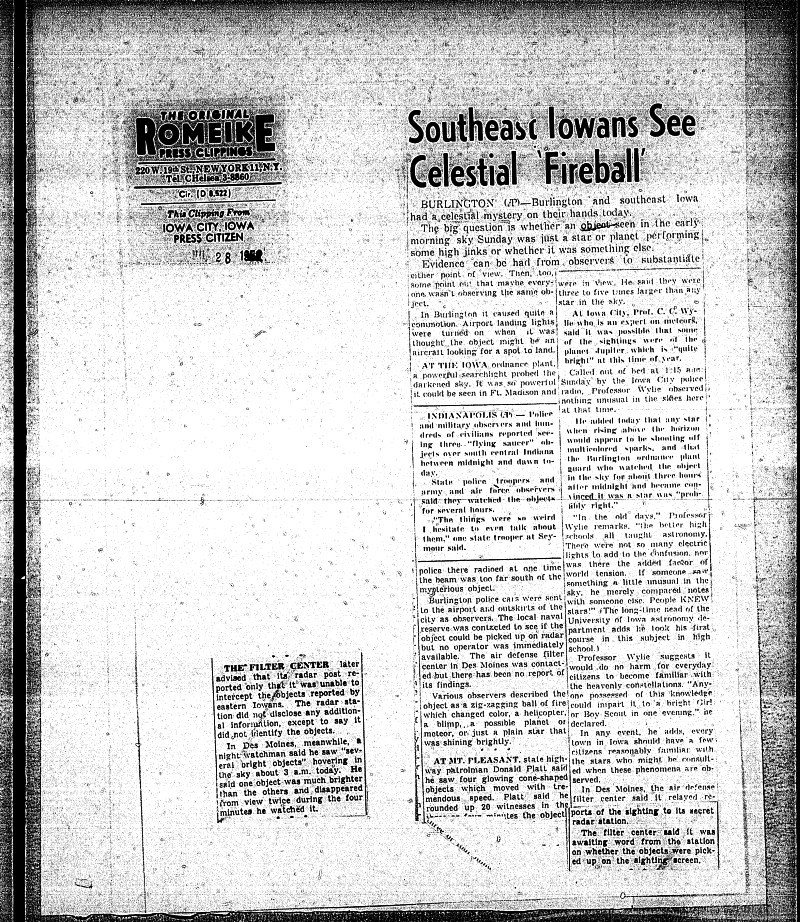 THE ORIGINAL
ROMEIKE
PRESS CLIPPINGS
220 W. 19th St., NEW YORK 11, N.Y.
Tel. CHelsea 3-8860
Cir. (D 8,522)
This Clipping From
IOWA CITY, IOWA
PRESS CITIZEN
28
Southeast Iowans See
Celestial 'Fireball'
BURLINGTON (AP)—Burlington and southeast Iowa
had a celestial mystery on their hands today.
The big question is whether an object seen in the early
morning sky Sunday was just a star or planet performing
some high jinks or whether it was something else.
Evidence can be had from observers to substantiate
either point of view. Then, too,
some point out that maybe every-
one wasn't observing the same ob-
ject.
In Burlington it caused quite a
commotion. Airport landing lights
were turned on when it was
thought the object might be an
aircraft looking for a spot to land.
AT THE IOWA ordnance plant,
a powerful searchlight probed the
darkened sky. It was so powerful
it could be seen in Ft. Madison and
INDIANAPOLIS (AP) — Police
and military observers and hun-
dreds of civilians reported see-
ing three "flying saucer" ob-
jects over south central Indiana
between midnight and dawn to-
day.
State police troopers and
army and air force observers
said they watched the objects
for several hours.
"The things were so weird
I hesitate to even talk about
them," one state trooper at Sey-
mour said.
police there radioed at one time
the beam was too far south of the
mysterious object.
Burlington police cars were sent
to the airport and outskirts of the
city as observers. The local naval
reserve was contacted to see if the
object could be picked up on radar
but no operator was immediately
available. The air defense filter
center in Des Moines was contact-
ed but there has been no report of
its findings.
Various observers described the
object as a zig-zagging ball of fire
which changed color, a helicopter,
a blimp, a possible planet or
meteor, or just a plain star that
was shining brightly.
AT MT. PLEASANT, state high-
way patrolman Donald Platt said
he saw four glowing cone-shaped
objects which moved with tre-
mendous speed. Platt said he
rounded up 20 witnesses in the
minutes the object
were in view. He said they were
three to five times larger than any
star in the sky.
At Iowa City, Prof. C. C. Wy-
lie who is an expert on meteors,
said it was possible that some
of the sightings were of the
planet Jupiter which is "quite
bright" at this time of year.
Called out of bed at 1:15 a.m.
Sunday by the Iowa City police
radio, Professor Wylie observed
nothing unusual in the skies here
at that time.
He added today that any star
when rising above the horizon
would appear to be shooting off
multicolored sparks, and that
the Burlington ordnance plant
guard who watched the object
in the sky for about three hours
after midnight and became con-
vinced it was a star was "prob-
ably right."
"In the old days," Professor
Wylie remarks, "the better high
schools all taught astronomy.
There were not so many electric
lights to add to the confusion, nor
was there the added factor of
world tension. If someone saw
something a little unusual in the
sky, he merely compared notes
with someone else. People KNEW
stars!" (The long-time head of the
University of Iowa astronomy de-
partment adds he took his first
course in this subject in high
school.)
Professor Wylie suggests it
would do no harm for everyday
citizens to become familiar with
the heavenly constellations. "Any-
one possessed of this knowledge
could impart it to a bright Girl
or Boy Scout in one evening," he
declared.
In any event, he adds, every
town in Iowa should have a few
citizens reasonably familiar with
the stars who might be consult-
ed when these phenomena are ob-
served.
In Des Moines, the air defense
filter center said it relayed re-
ports of the sighting to its secret
radar station.
The filter center said it was
awaiting word from the station
on whether the objects were pick-
ed up on the sighting screen.
THE FILTER CENTER later
advised that its radar post re-
ported only that it was unable to
intercept the objects reported by
eastern Iowans. The radar sta-
tion did not disclose any addition-
al information, except to say it
did not identify the objects.
In Des Moines, meanwhile, a
night watchman said he saw "sev-
eral bright objects" hovering in
the sky about 3 a.m. today. He
said one object was much brighter
than the others and disappeared
from view twice during the four
minutes he watched it.